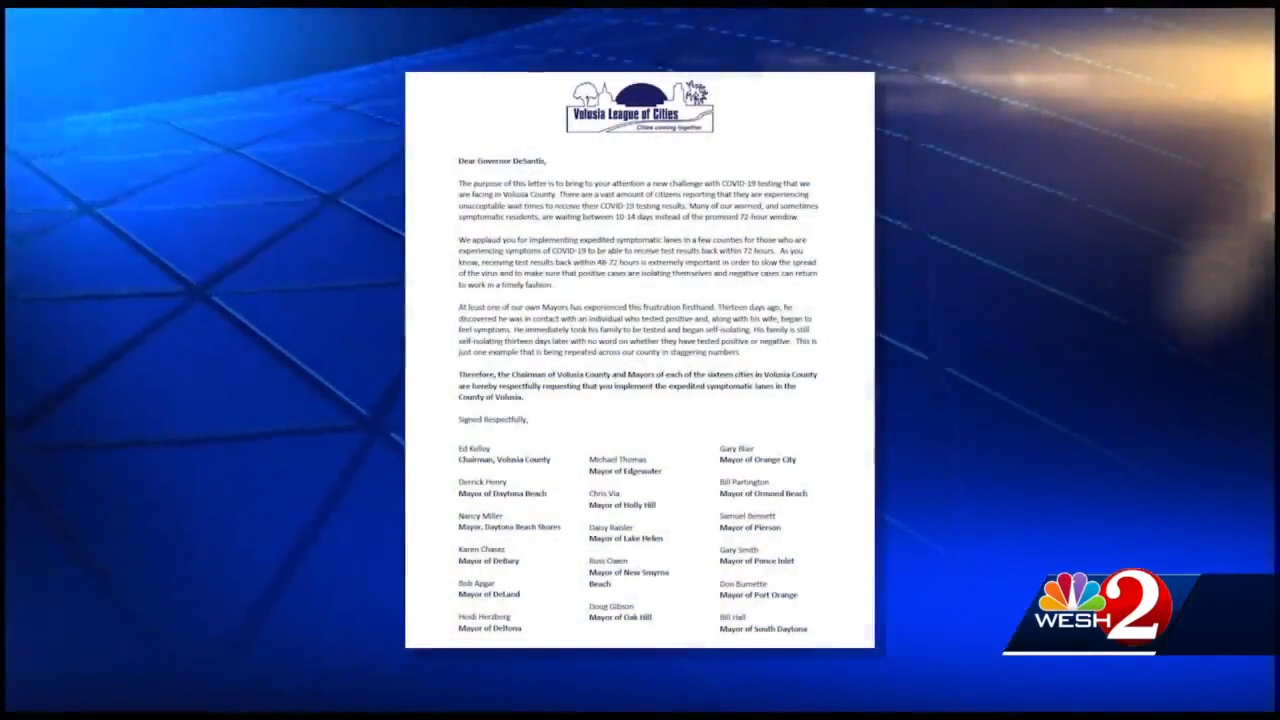 Volusia League of Cities
Cities coming together
Dear Governor DeSantis,
The purpose of this letter is to bring to your attention a new challenge with COVID-19 testing that we
are facing in Volusia County. There are a vast amount of citizens reporting that they are experiencing
unacceptable wait times to receive their COVID-19 testing results. Many of our worried, and sometimes
symptomatic residents, are waiting between 10-14 days instead of the promised 72-hour window.
We applaud you for implementing expedited symptomatic lanes in a few counties for those who are
experiencing symptoms of COVID-19 to be able to receive test results back within 72 hours. As you
know, receiving test results back within 48-72 hours is extremely important in order to slow the spread
of the virus and to make sure that positive cases are isolating themselves and negative cases can return
to work in a timely fashion.
At least one of our own Mayors has experienced this frustration firsthand. Thirteen days ago, he
discovered he was in contact with an individual who tested positive and, along with his wife, began to
feel symptoms. He immediately took his family to be tested and began self-isolating. His family is still
self-isolating thirteen days later with no word on whether they have tested positive or negative. This is
just one example that is being repeated across our county in staggering numbers.
Therefore, the Chairman of Volusia County and Mayors of each of the sixteen cities in Volusia County
are hereby respectfully requesting that you implement the expedited symptomatic lanes in the
County of Volusia.
Signed Respectfully,
Ed Kelley
Chairman, Volusia County
Derrick Henry
Mayor of Daytona Beach
Nancy Miller
Mayor, Daytona Beach Shores
Karen Chasez
Mayor of DeBary
Bob Apgar
Mayor of DeLand
Heidi Herzberg
Mayor of Deltona
Michael Thomas
Mayor of Edgewater
Chris Via
Mayor of Holly Hill
Daisy Raisler
Mayor of Lake Helen
Russ Owen
Mayor of New Smyrna
Beach
Doug Gibson
Mayor of Oak Hill
Gary Blair
Mayor of Orange City
Bill Partington
Mayor of Ormond Beach
Samuel Bennett
Mayor of Pierson
Gary Smith
Mayor of Ponce Inlet
Don Burnette
Mayor of Port Orange
Bill Hall
Mayor of South Daytona
WESH 2